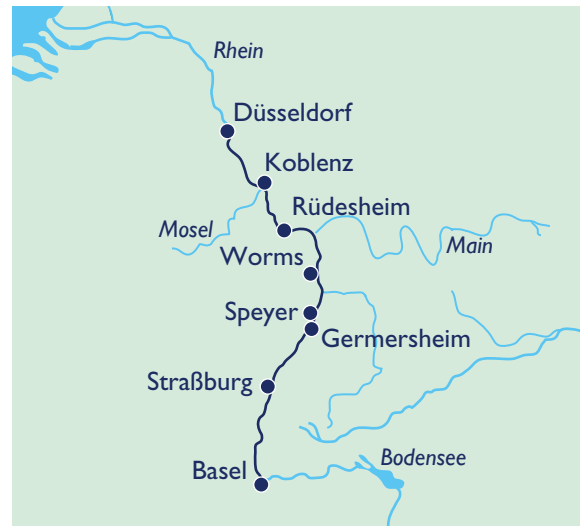 Rhein
Düsseldorf
Koblenz
Rüdesheim
Mosel
Main
Worms
Speyer
Germersheim
Straßburg
Bodensee
Basel